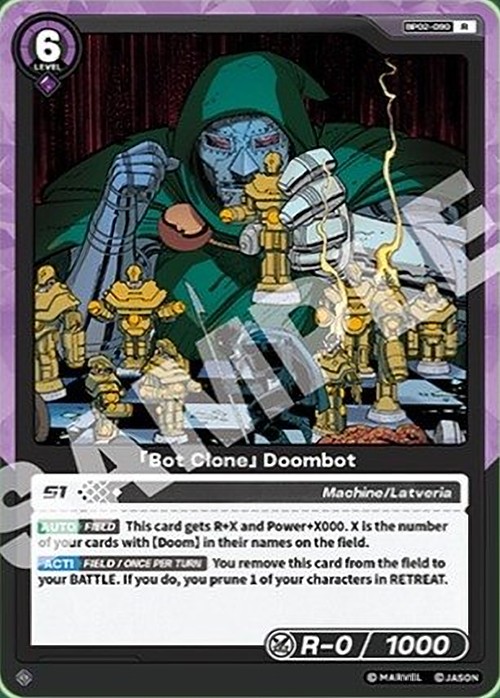 BP02-090 R
6
LEVEL
SAMPLE
「Bot Clone」 Doombot
S1
Machine/Latveria
AUTO FIELD This card gets R+X and Power+X000. X is the number
of your cards with [Doom] in their names on the field.
ACT1 FIELD / ONCE PER TURN You remove this card from the field to
your BATTLE. If you do, you prune 1 of your characters in RETREAT.
R-0 / 1000
© MARVEL © JASON